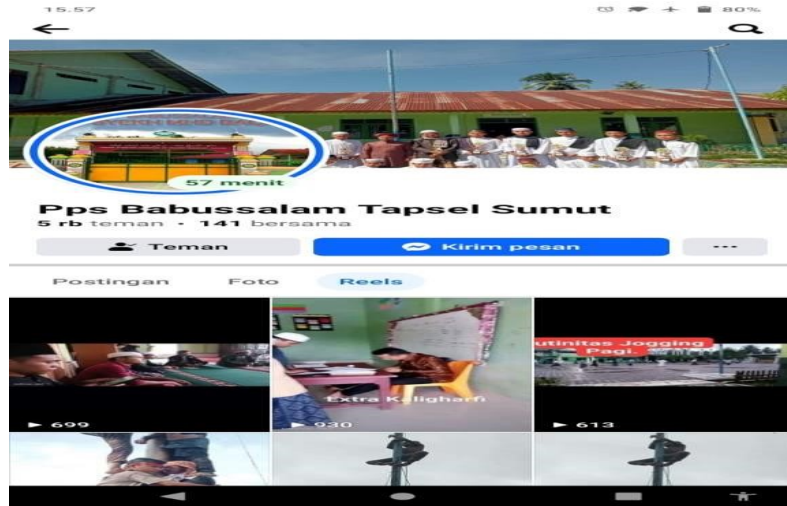 15.57
80%
57 menit
Pps Babussalam Tapsel Sumut
5 rb teman • 141 bersama
Teman
Kirim pesan
Postingan
Foto
Reels
utinitas Jogging
Pagi.
Extra Kaligharfi
699
930
613